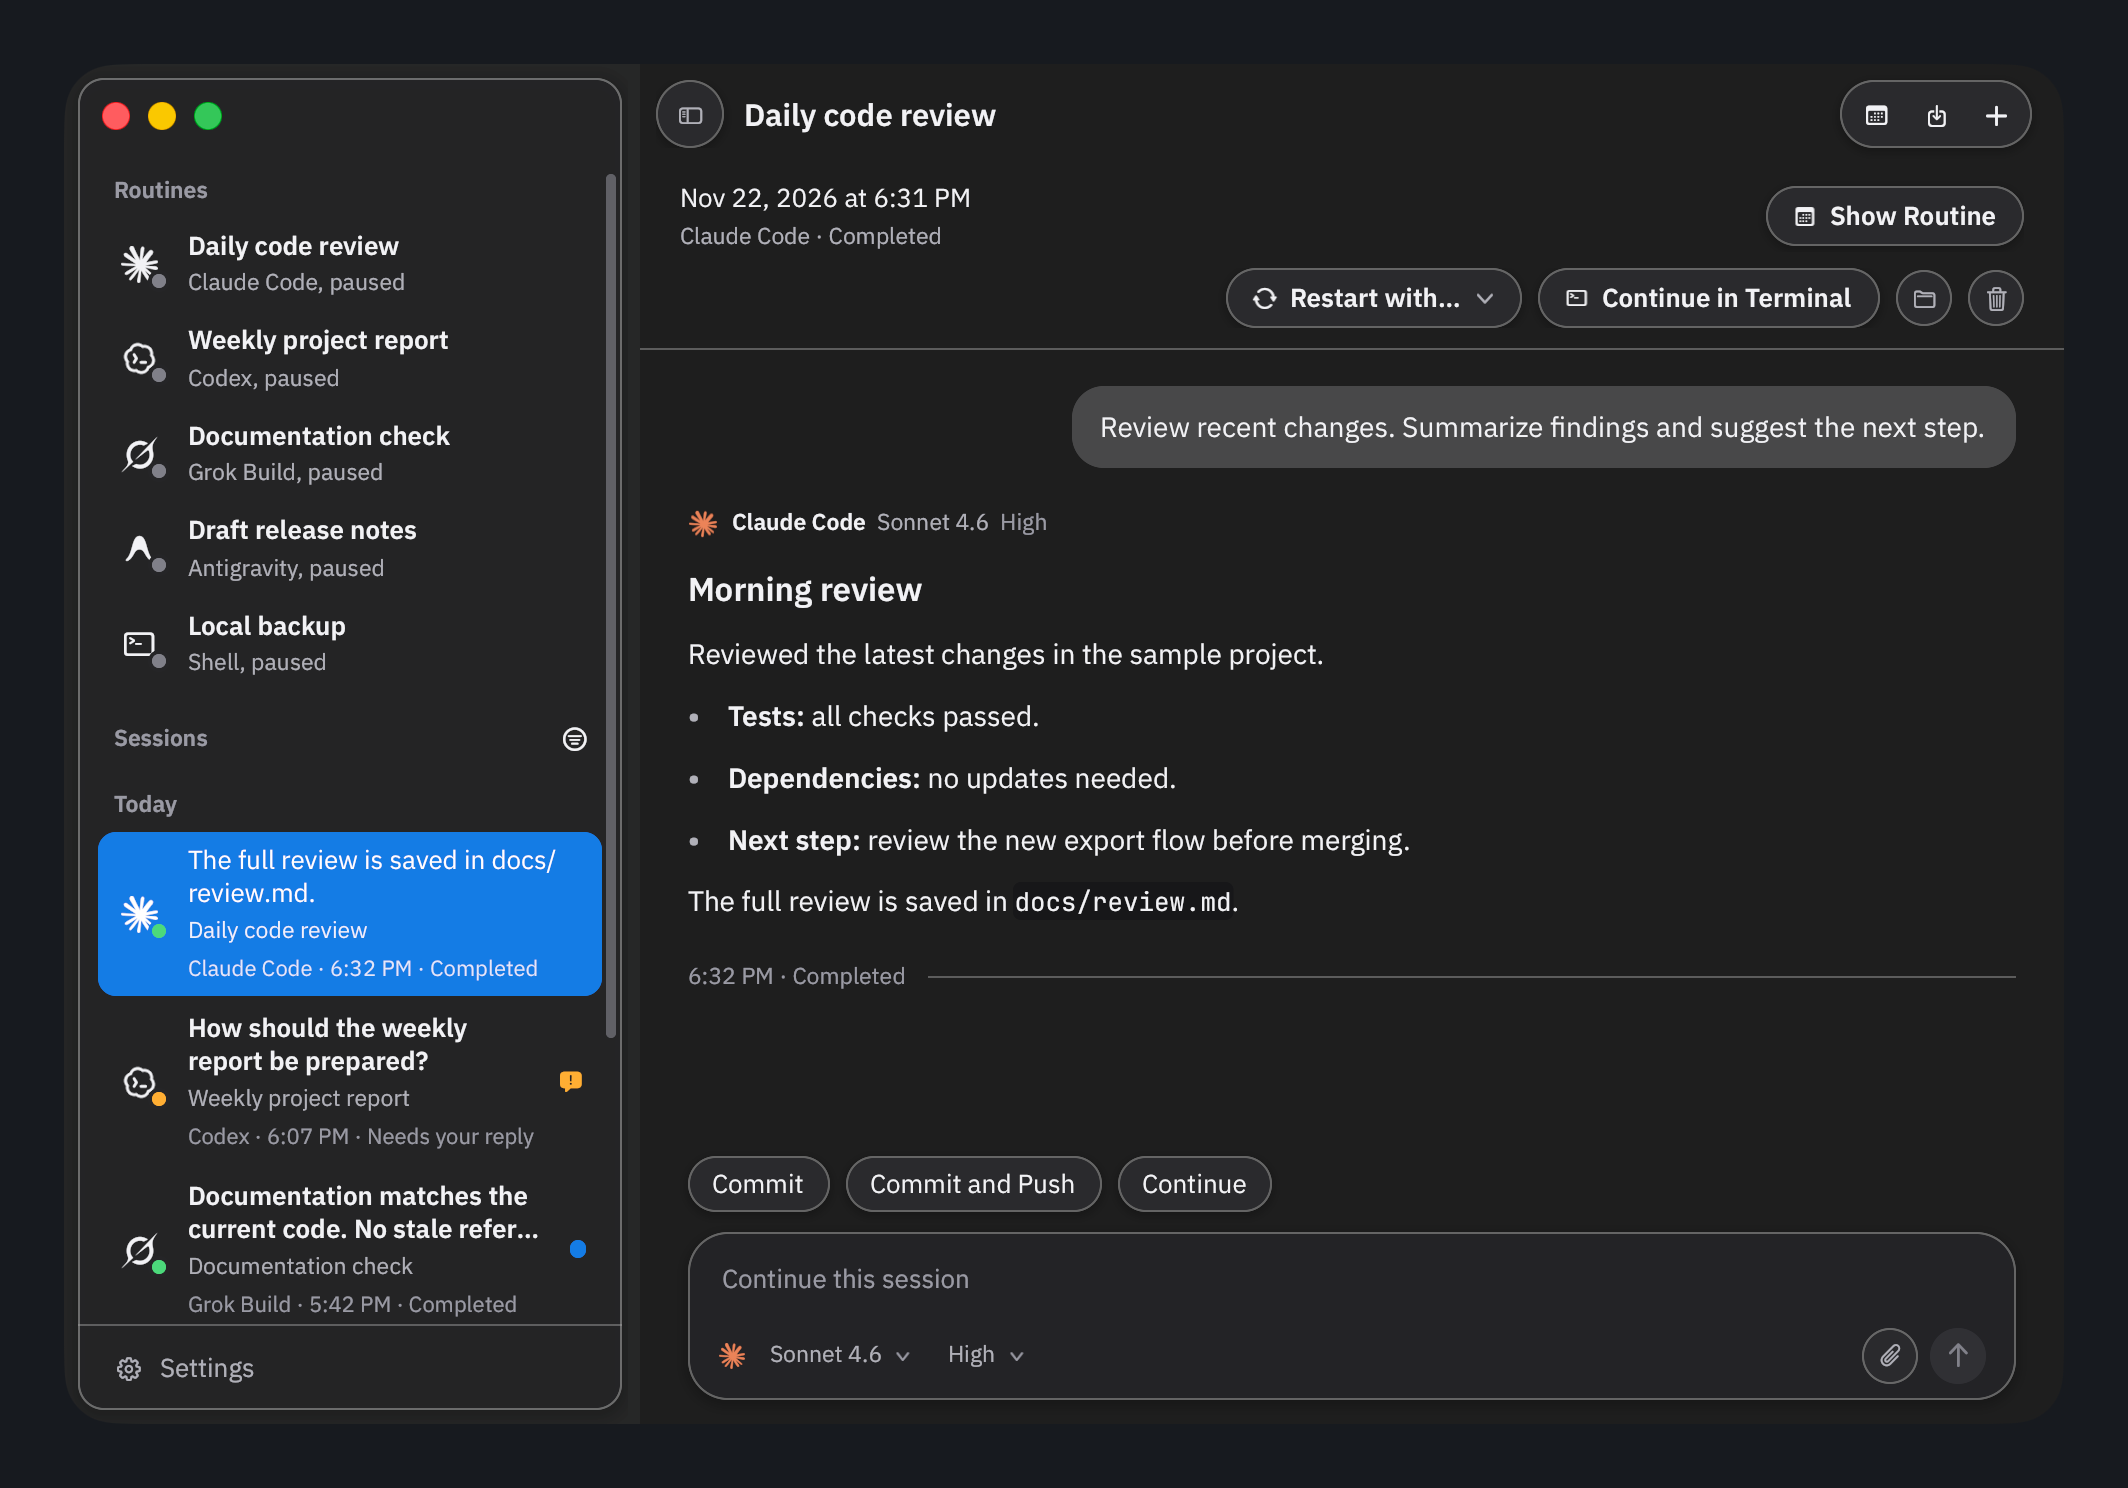 Routines
Daily code review
Claude Code, paused
Weekly project report
Codex, paused
Documentation check
Grok Build, paused
Draft release notes
Antigravity, paused
Local backup
Shell, paused
Sessions
Today
The full review is saved in docs/
review.md.
Daily code review
Claude Code · 6:32 PM · Completed
How should the weekly
report be prepared?
Weekly project report
Codex · 6:07 PM · Needs your reply
Documentation matches the
current code. No stale refer...
Documentation check
Grok Build · 5:42 PM · Completed
Settings
Daily code review
Nov 22, 2026 at 6:31 PM
Claude Code · Completed
Show Routine
Restart with...
Continue in Terminal
Review recent changes. Summarize findings and suggest the next step.
Claude Code Sonnet 4.6 High
Morning review
Reviewed the latest changes in the sample project.
• Tests: all checks passed.
• Dependencies: no updates needed.
• Next step: review the new export flow before merging.
The full review is saved in docs/review.md.
6:32 PM · Completed
Commit
Commit and Push
Continue
Continue this session
Sonnet 4.6
High